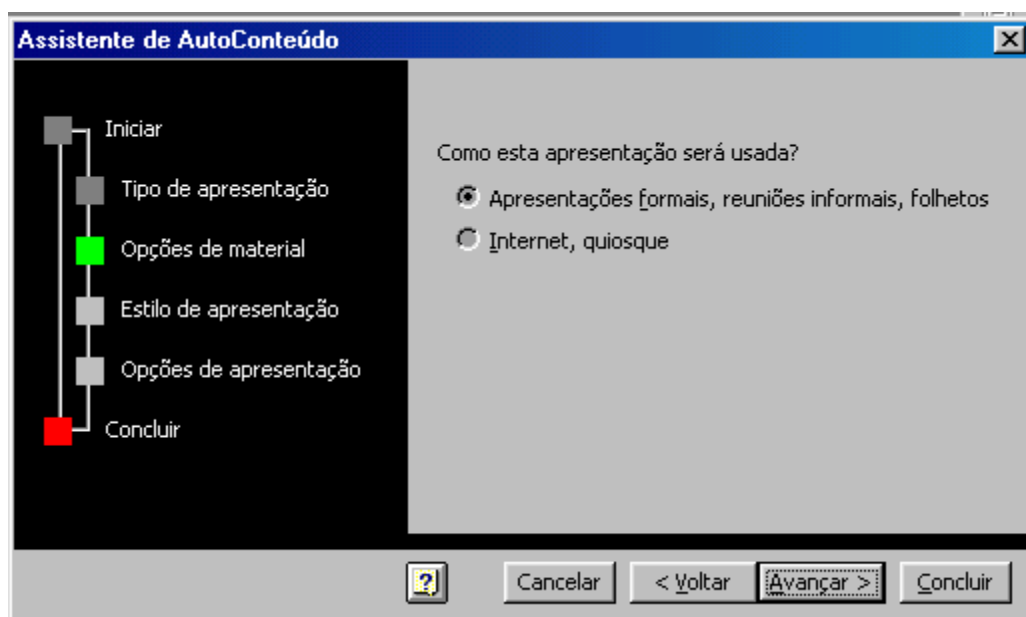 Assistente de AutoConteúdo
Iniciar
Tipo de apresentação
Opções de material
Estilo de apresentação
Opções de apresentação
Concluir
Como esta apresentação será usada?
Apresentações formais, reuniões informais, folhetos
Internet, quiosque
? Cancelar < Voltar Avançar > Concluir